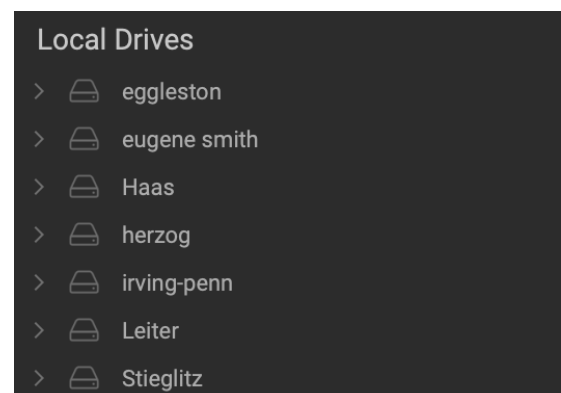 Local Drives
eggleston
eugene smith
Haas
herzog
irving-penn
Leiter
Stieglitz